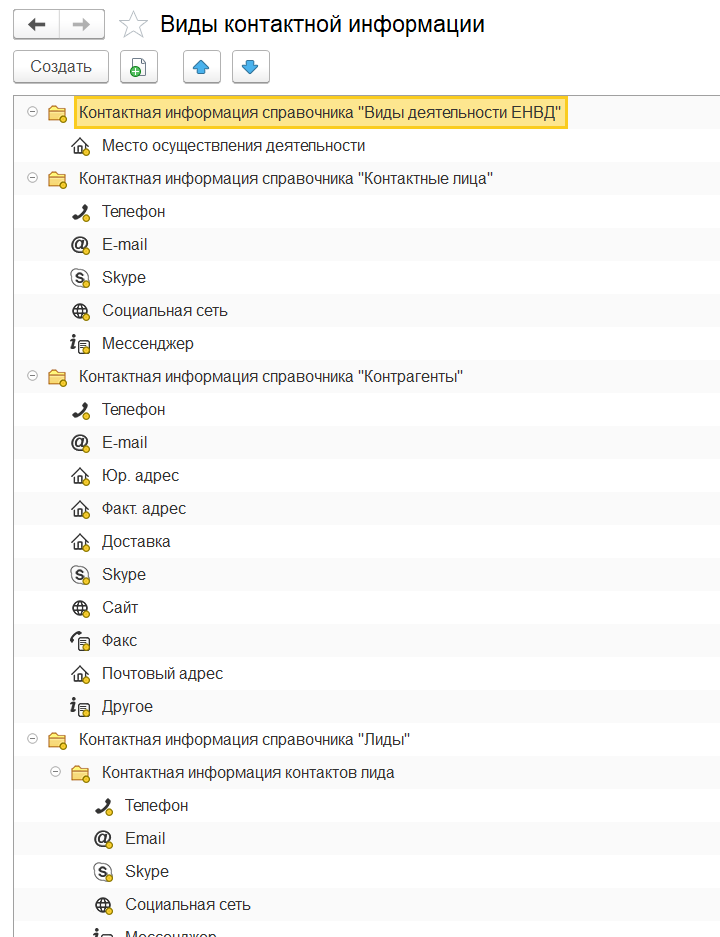 Виды контактной информации
Создать
Контактная информация справочника "Виды деятельности ЕНВД"
Место осуществления деятельности
Контактная информация справочника "Контактные лица"
Телефон
E-mail
Skype
Социальная сеть
Мессенджер
Контактная информация справочника "Контрагенты"
Телефон
E-mail
Юр. адрес
Факт. адрес
Доставка
Skype
Сайт
Факс
Почтовый адрес
Другое
Контактная информация справочника "Лиды"
Контактная информация контактов лида
Телефон
Email
Skype
Социальная сеть
Мессенджер